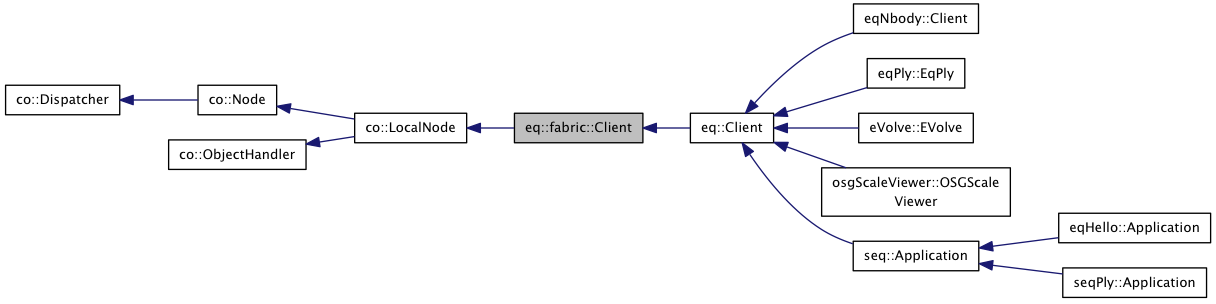 eqNbody::Client
eqPly::EqPly
co::Dispatcher
co::Node
co::LocalNode
eq::fabric::Client
eq::Client
eVolve::EVolve
co::ObjectHandler
osgScaleViewer::OSGScale
Viewer
eqHello::Application
seq::Application
seqPly::Application